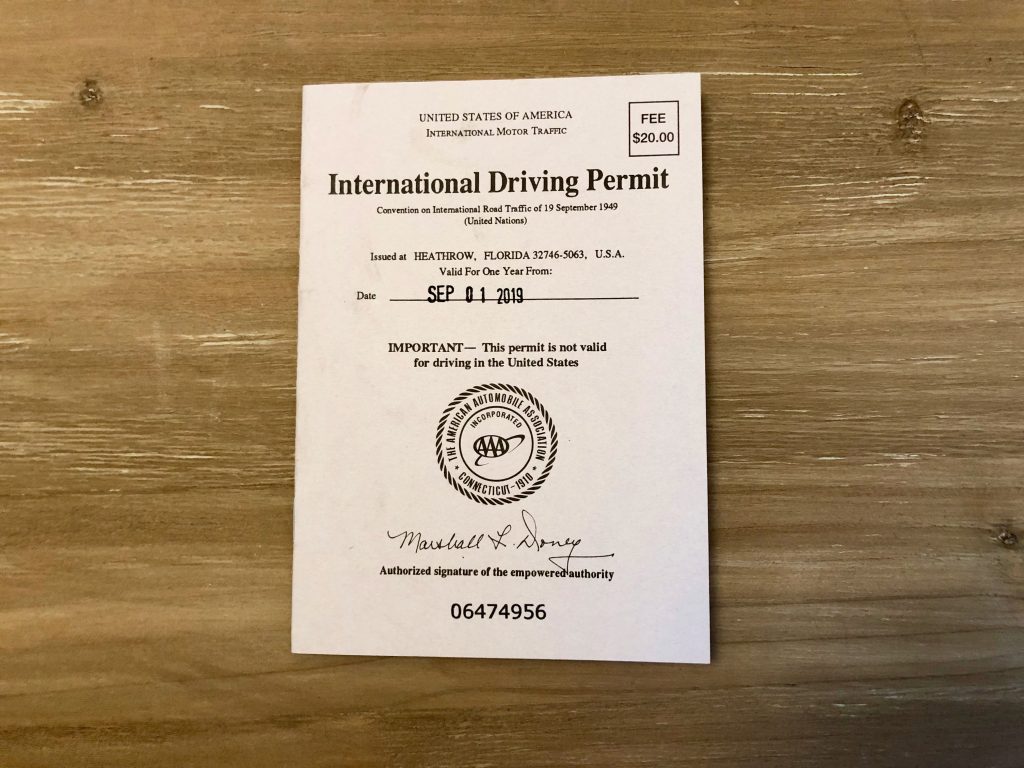 UNITED STATES OF AMERICA
INTERNATIONAL MOTOR TRAFFIC
FEE
$20.00
International Driving Permit
Convention on International Road Traffic of 19 September 1949
(United Nations)
Issued at HEATHROW, FLORIDA 32746-5063, U.S.A.
Valid For One Year From:
Date SEP 01 2019
IMPORTANT— This permit is not valid
for driving in the United States
THE AMERICAN AUTOMOBILE ASSOCIATION
INCORPORATED
AAA
★ CONNECTICUT-1910 ★
Marshall L. Doney
Authorized signature of the empowered authority
06474956